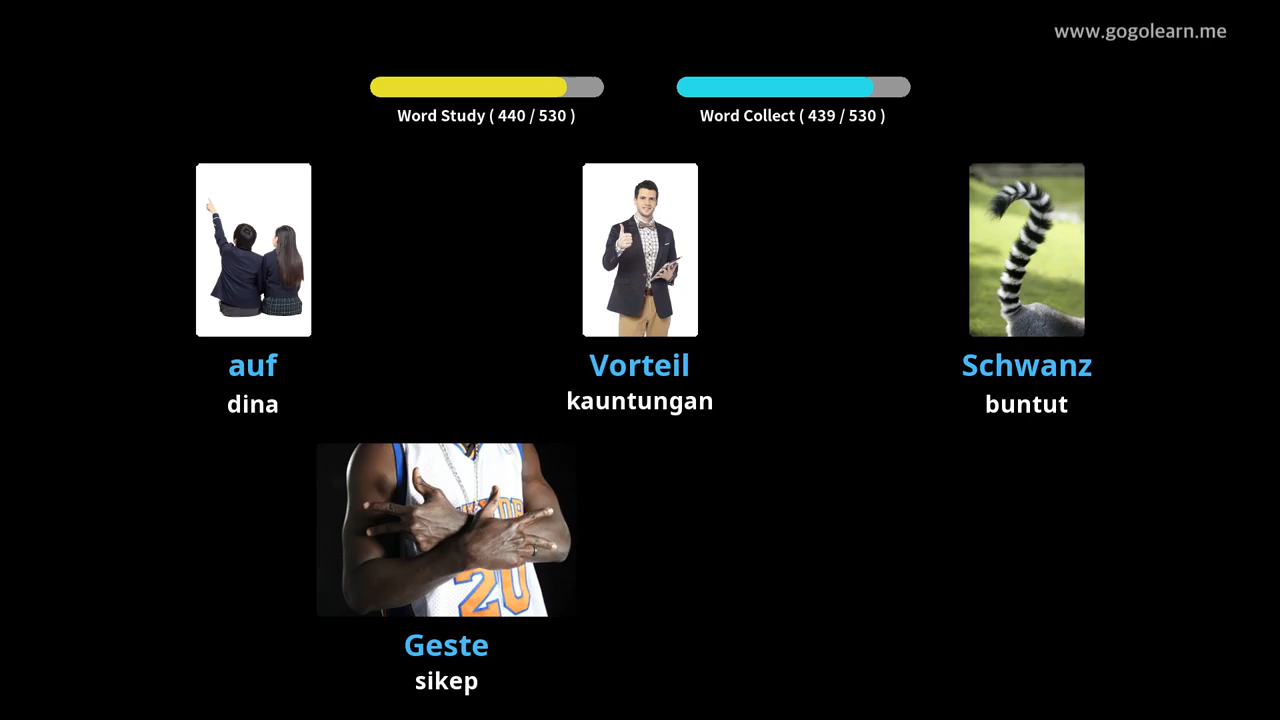 www.gogolearn.me
Word Study ( 440 / 530 )
Word Collect ( 439 / 530 )
auf
dina
Vorteil
kauntungan
Schwanz
buntut
20
Geste
sikep